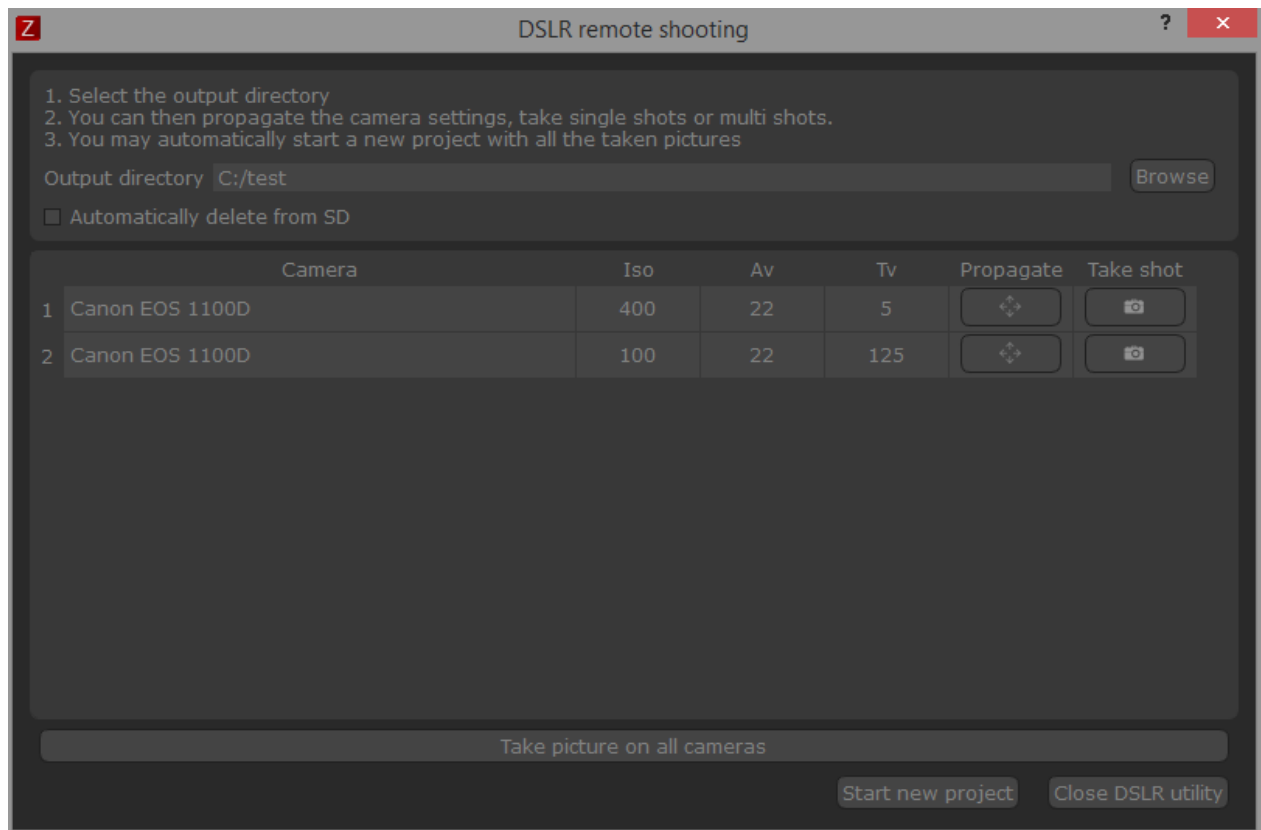 Z
DSLR remote shooting
?
1. Select the output directory
2. You can then propagate the camera settings, take single shots or multi shots.
3. You may automatically start a new project with all the taken pictures
Output directory C:/test Browse
Automatically delete from SD
Camera Iso Av Tv Propagate Take shot
1 Canon EOS 1100D 400 22 5
2 Canon EOS 1100D 100 22 125
Take picture on all cameras
Start new project Close DSLR utility